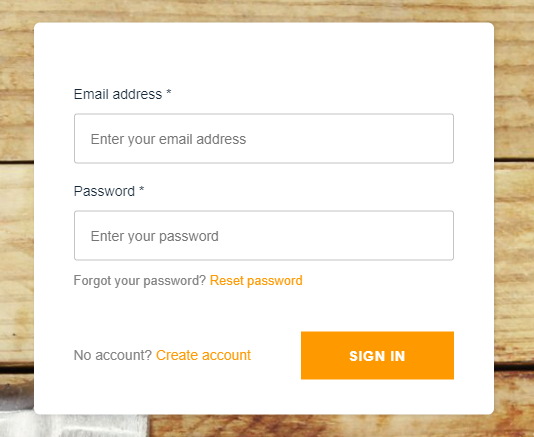 Email address *
Enter your email address
Password *
Enter your password
Forgot your password? Reset password
No account? Create account
SIGN IN